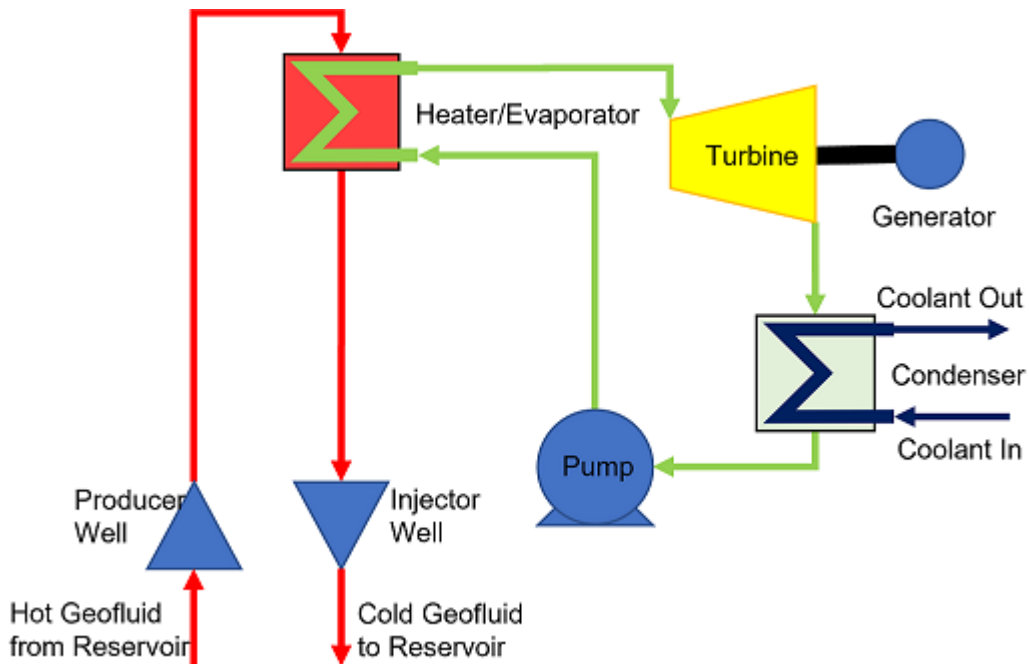 Heater/Evaporator
Turbine
Generator
Coolant Out
Condenser
Coolant In
Pump
Producer
Well
Injector
Well
Hot Geofluid
from Reservoir
Cold Geofluid
to Reservoir